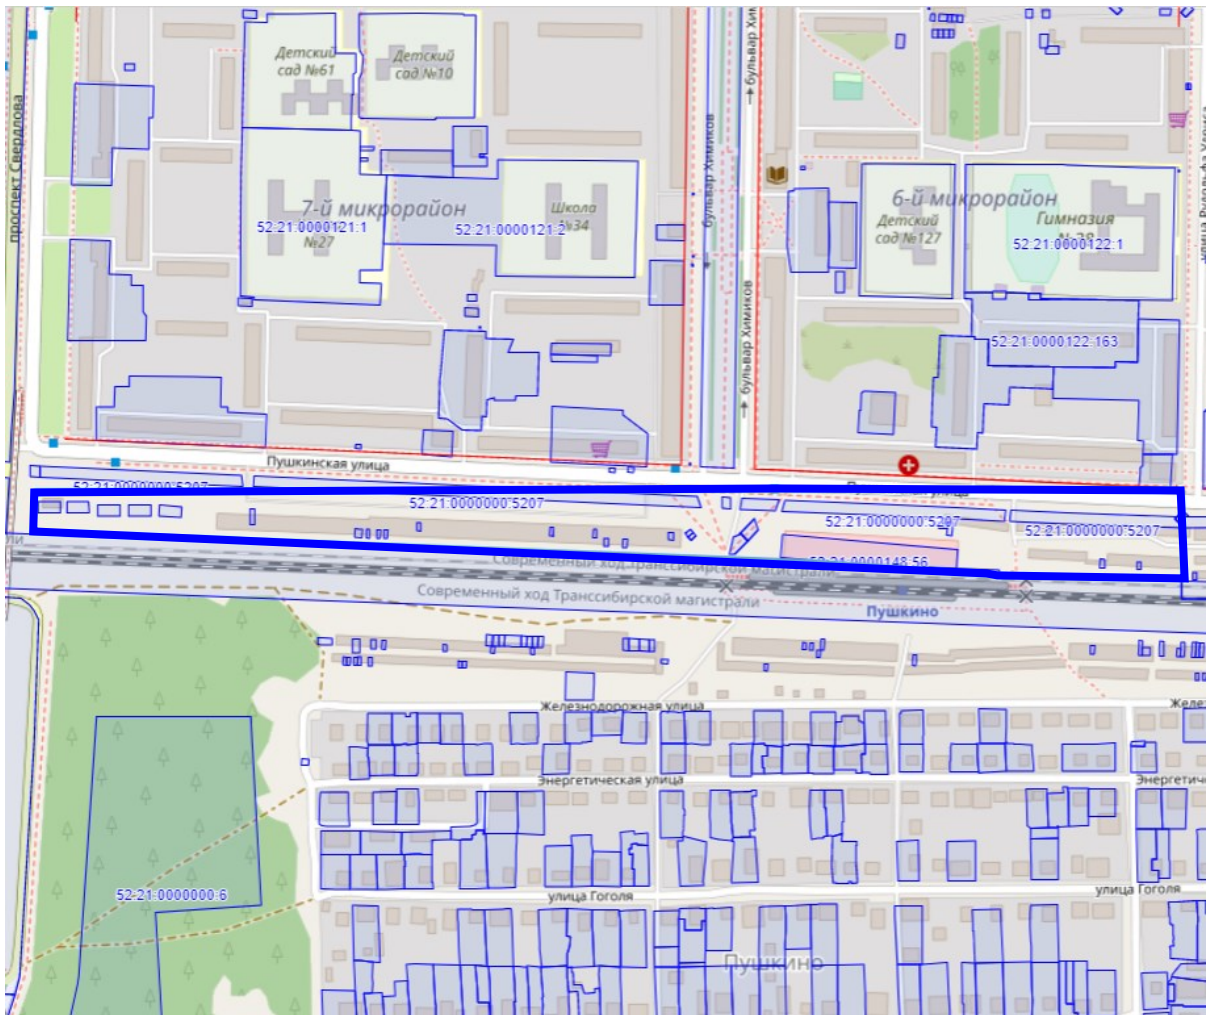 Детский
сад №61
Детский
сад №10
бульвар Хим
проспект Свердлова
бульвар Химиков
7-й микрорайон
52:21:0000121:1
№27
52:21:0000121:2
Школа
№34
6-й микрорайон
Детский
сад №127
Гимназия
52:21:0000122:1
бульвар Химиков
52:21:0000122:163
Пушкинская улица
52:21:0000000:5207
52:21:0000000:5207
52:21:0000000:5207
52:21:0000000:5207
52:21:0000148:56
Современный ход Транссибирской магистрали
Современный ход Транссибирской магистрали
Пушкино
Железнодорожная улица
Желез
Энергетическая улица
Энергетиче
52:21:0000000:6
улица Гоголя
улица Гоголя
Пушкино